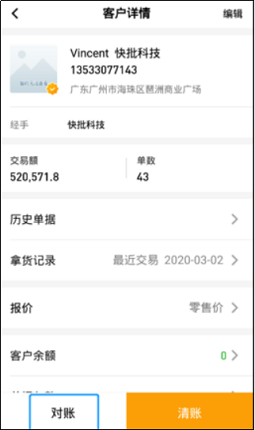 客户详情
编辑
Vincent 快批科技
13533077143
广东广州市海珠区琶洲商业广场
经手 快批科技
交易额 单数
520,571.8 43
历史单据
拿货记录 最近交易 2020-03-02
报价 零售价
客户余额 0
对账 清账